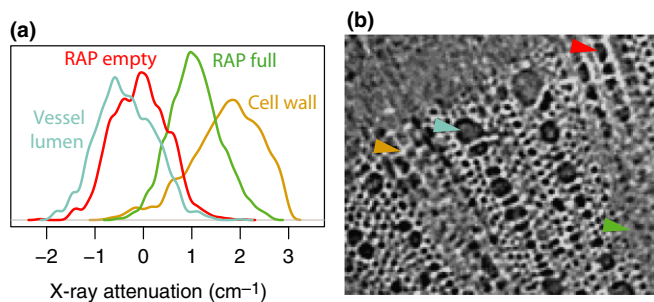 (a)
RAP empty
RAP full
Vessel
lumen
Cell wall
−2 −1 0 1 2 3
X-ray attenuation (cm−1)
(b)